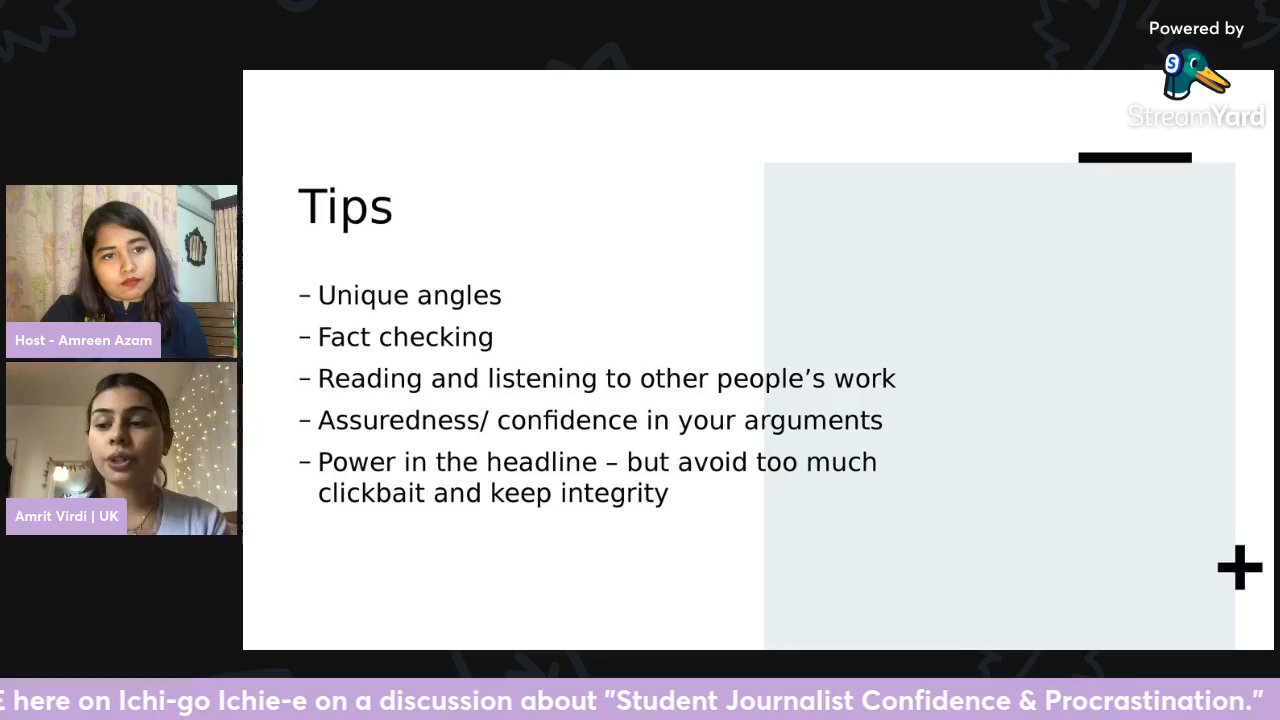 Powered by
S
StreamYard
Tips
– Unique angles
– Fact checking
– Reading and listening to other people’s work
– Assuredness/ confidence in your arguments
– Power in the headline – but avoid too much
clickbait and keep integrity
Host - Amreen Azam
Amrit Virdi | UK
E here on Ichi-go Ichie-e on a discussion about "Student Journalist Confidence & Procrastination."